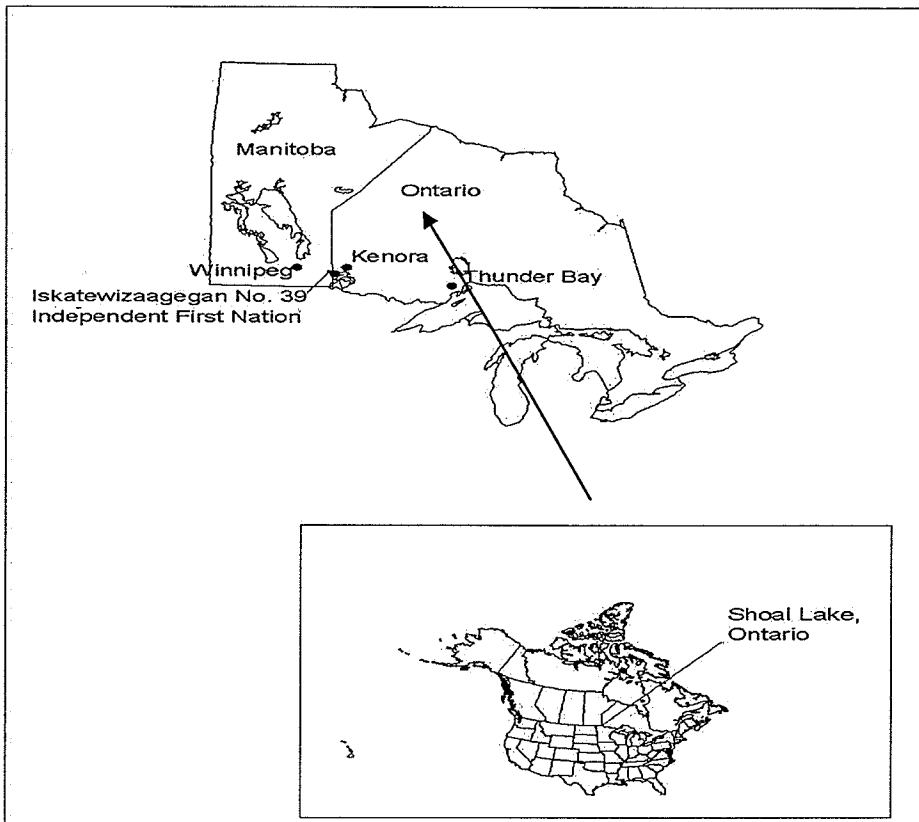 Manitoba
Ontario
Kenora
Winnipeg
Thunder Bay
Iskatewizaagegan No. 39
Independent First Nation
Shoal Lake,
Ontario